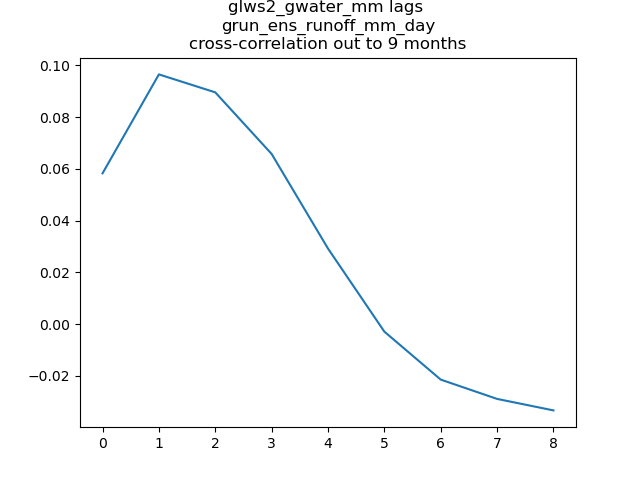 glws2_gwater_mm lags
grun_ens_runoff_mm_day
cross-correlation out to 9 months
0.10
0.08
0.06
0.04
0.02
0.00
−0.02
0 1 2 3 4 5 6 7 8